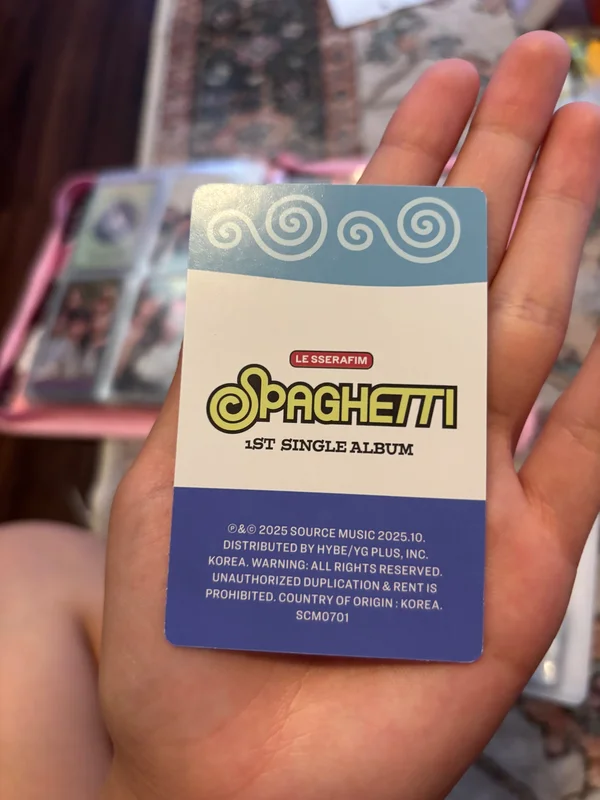 LE SSERAFIM
SPAGHETTI
1ST SINGLE ALBUM
℗&© 2025 SOURCE MUSIC 2025.10.
DISTRIBUTED BY HYBE/YG PLUS, INC.
KOREA. WARNING: ALL RIGHTS RESERVED.
UNAUTHORIZED DUPLICATION & RENT IS
PROHIBITED. COUNTRY OF ORIGIN : KOREA.
SCM0701